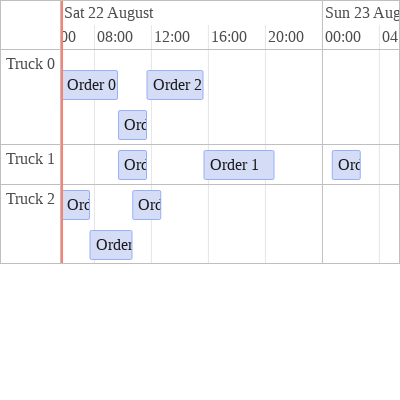 Sat 22 August
Sun 23 Aug
00 08:00 12:00 16:00 20:00 00:00 04
Truck 0
Order 0 Order 2
Ord
Truck 1
Ord Order 1 Ord
Truck 2
Ord Ord
Order